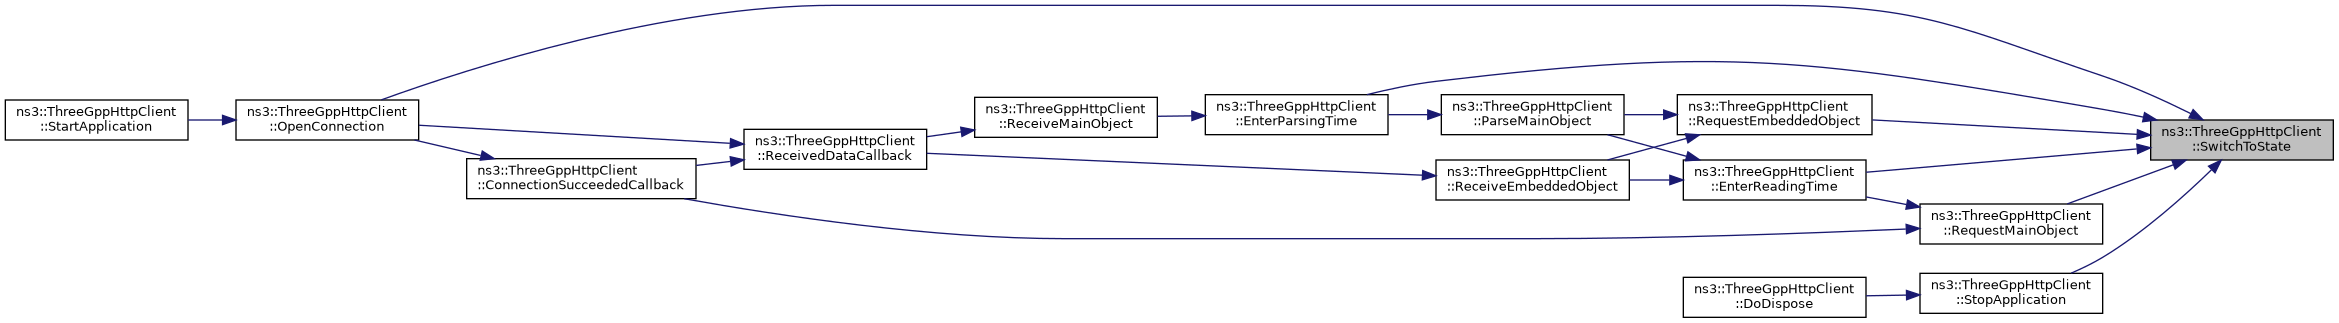 ns3::ThreeGppHttpClient
::StartApplication
ns3::ThreeGppHttpClient
::OpenConnection
ns3::ThreeGppHttpClient
::ConnectionSucceededCallback
ns3::ThreeGppHttpClient
::ReceivedDataCallback
ns3::ThreeGppHttpClient
::ReceiveMainObject
ns3::ThreeGppHttpClient
::EnterParsingTime
ns3::ThreeGppHttpClient
::ParseMainObject
ns3::ThreeGppHttpClient
::ReceiveEmbeddedObject
ns3::ThreeGppHttpClient
::RequestEmbeddedObject
ns3::ThreeGppHttpClient
::EnterReadingTime
ns3::ThreeGppHttpClient
::DoDispose
ns3::ThreeGppHttpClient
::RequestMainObject
ns3::ThreeGppHttpClient
::StopApplication
ns3::ThreeGppHttpClient
::SwitchToState